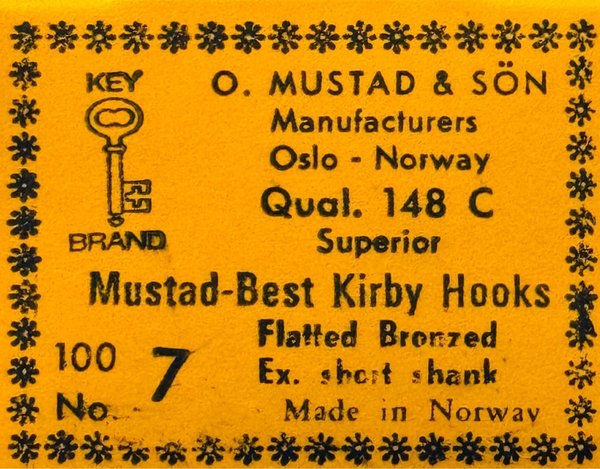 KEY
BRAND
O. MUSTAD & SÖN
Manufacturers
Oslo - Norway
Qual. 148 C
Superior
Mustad-Best Kirby Hooks
Flatted Bronzed
Ex. short shank
100
No 7
Made in Norway